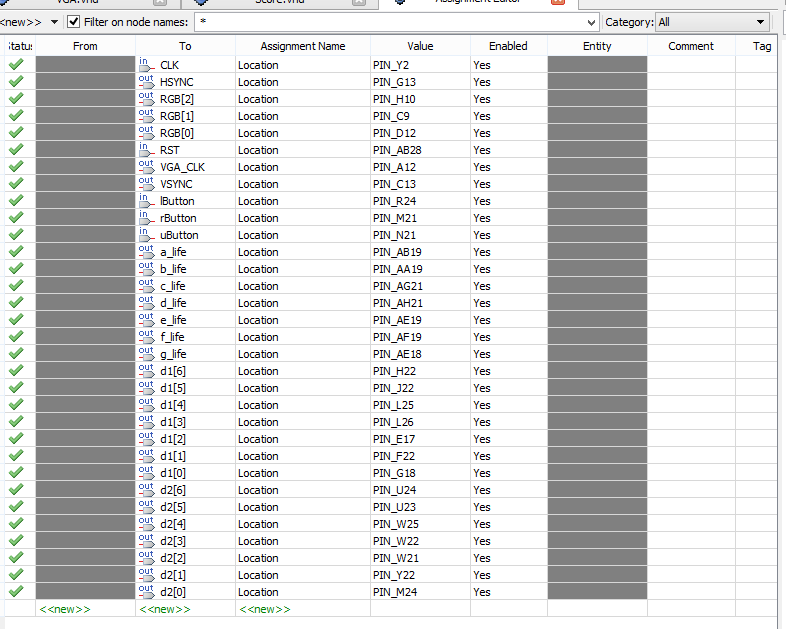 VGA.vhd Score.vhd Assignment Editor
<<new>> Filter on node names: * Category: All
Status From To Assignment Name Value Enabled Entity Comment Tag
in CLK Location PIN_Y2 Yes
out HSYNC Location PIN_G13 Yes
out RGB[2] Location PIN_H10 Yes
out RGB[1] Location PIN_C9 Yes
out RGB[0] Location PIN_D12 Yes
in RST Location PIN_AB28 Yes
out VGA_CLK Location PIN_A12 Yes
out VSYNC Location PIN_C13 Yes
in lButton Location PIN_R24 Yes
in rButton Location PIN_M21 Yes
in uButton Location PIN_N21 Yes
out a_life Location PIN_AB19 Yes
out b_life Location PIN_AA19 Yes
out c_life Location PIN_AG21 Yes
out d_life Location PIN_AH21 Yes
out e_life Location PIN_AE19 Yes
out f_life Location PIN_AF19 Yes
out g_life Location PIN_AE18 Yes
out d1[6] Location PIN_H22 Yes
out d1[5] Location PIN_J22 Yes
out d1[4] Location PIN_L25 Yes
out d1[3] Location PIN_L26 Yes
out d1[2] Location PIN_E17 Yes
out d1[1] Location PIN_F22 Yes
out d1[0] Location PIN_G18 Yes
out d2[6] Location PIN_U24 Yes
out d2[5] Location PIN_U23 Yes
out d2[4] Location PIN_W25 Yes
out d2[3] Location PIN_W22 Yes
out d2[2] Location PIN_W21 Yes
out d2[1] Location PIN_Y22 Yes
out d2[0] Location PIN_M24 Yes
<<new>> <<new>> <<new>>